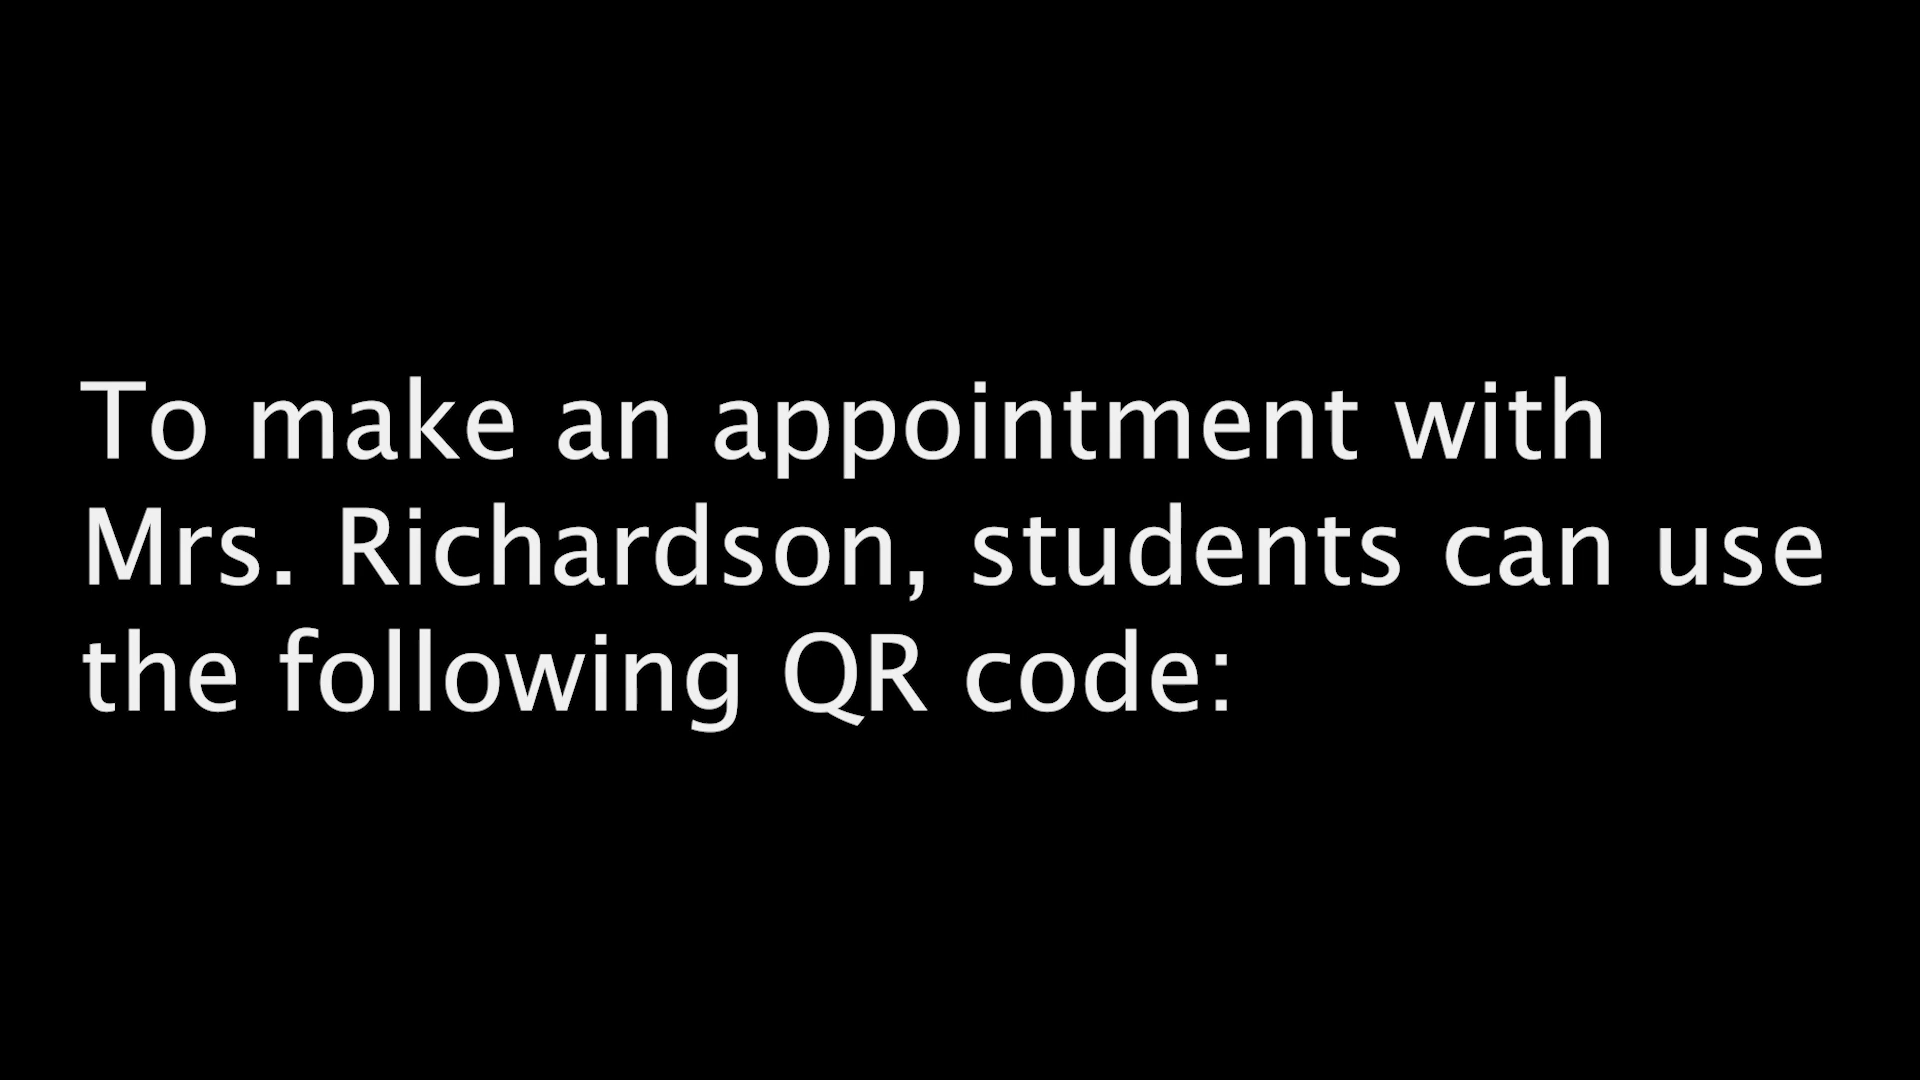 To make an appointment with
Mrs. Richardson, students can use
the following QR code: